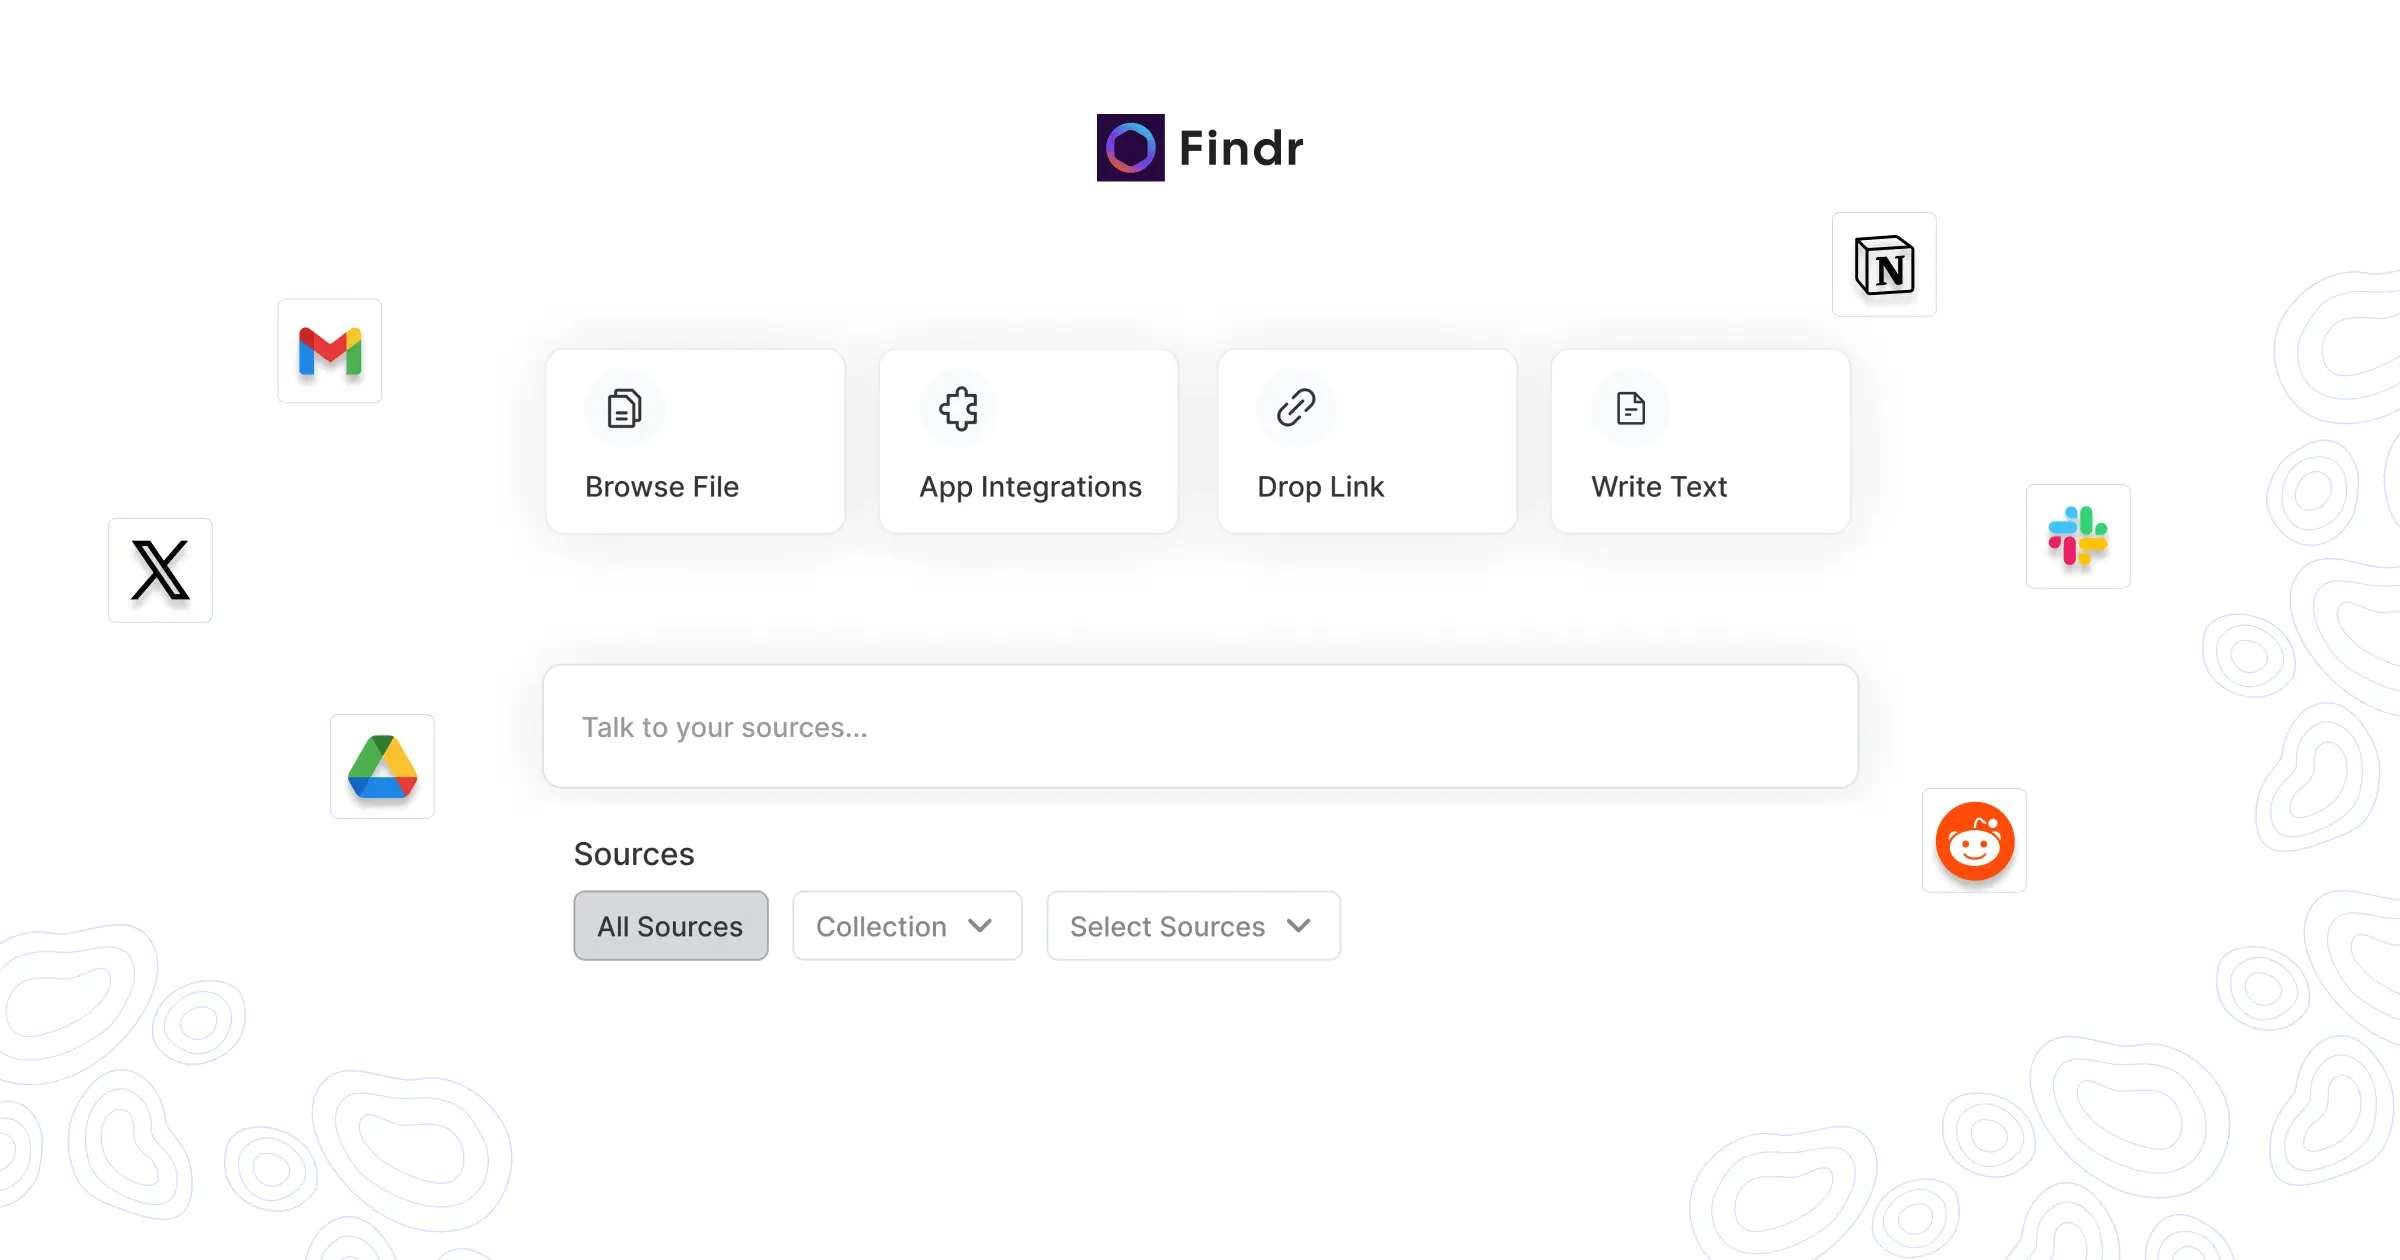 Findr
N
Browse File
App Integrations
Drop Link
Write Text
Talk to your sources...
Sources
All Sources
Collection
Select Sources